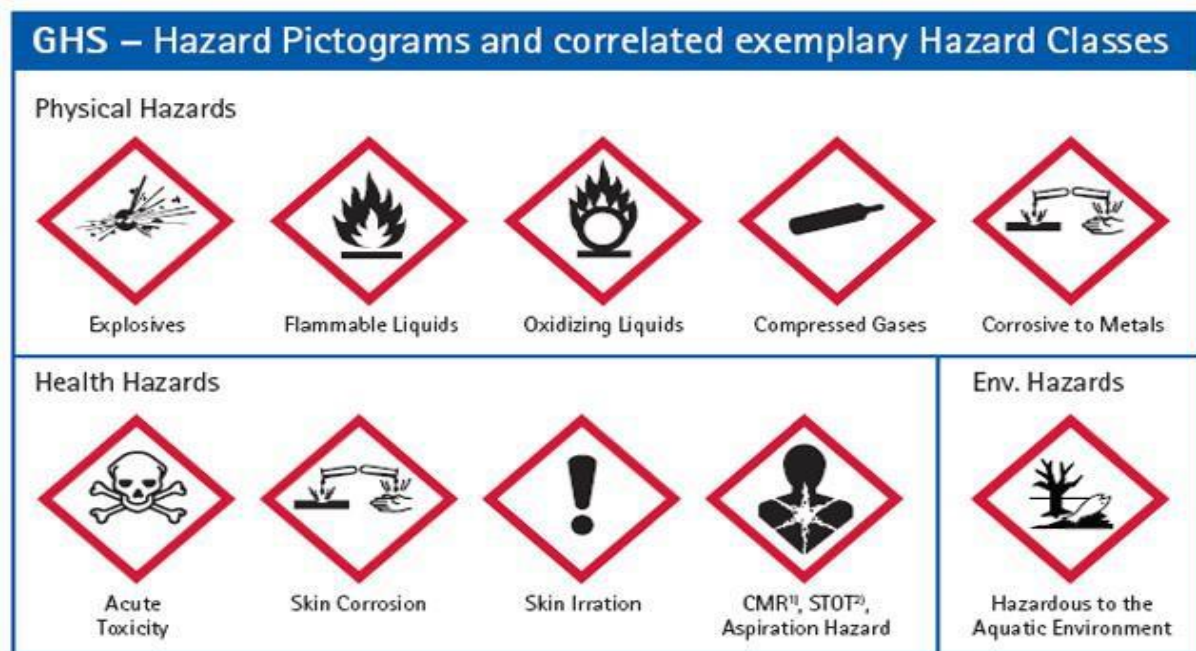 GHS – Hazard Pictograms and correlated exemplary Hazard Classes
Physical Hazards
Explosives
Flammable Liquids
Oxidizing Liquids
Compressed Gases
Corrosive to Metals
Health Hazards
Acute
Toxicity
Skin Corrosion
Skin Irration
CMR¹⁾, STOT²⁾,
Aspiration Hazard
Env. Hazards
Hazardous to the
Aquatic Environment